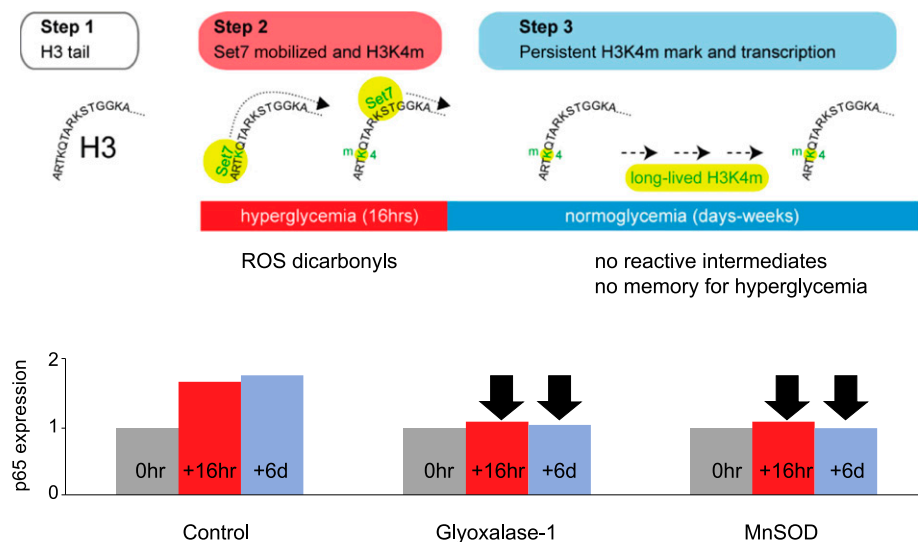 Step 1
H3 tail
Step 2
Set7 mobilized and H3K4m
Step 3
Persistent H3K4m mark and transcription
ARTKQTARKSTGGKA.....
H3
Set7
ARTKQTARKSTGGKA.....
Set7
m 4
ARTKQTARKSTGGKA.....
m 4
ARTKQTARKSTGGKA.....
long-lived H3K4m
m 4
ARTKQTARKSTGGKA.....
hyperglycemia (16hrs)
normoglycemia (days-weeks)
ROS dicarbonyls
no reactive intermediates
no memory for hyperglycemia
p65 expression
2
1
0
0hr +16hr +6d
0hr +16hr +6d
0hr +16hr +6d
Control
Glyoxalase-1
MnSOD